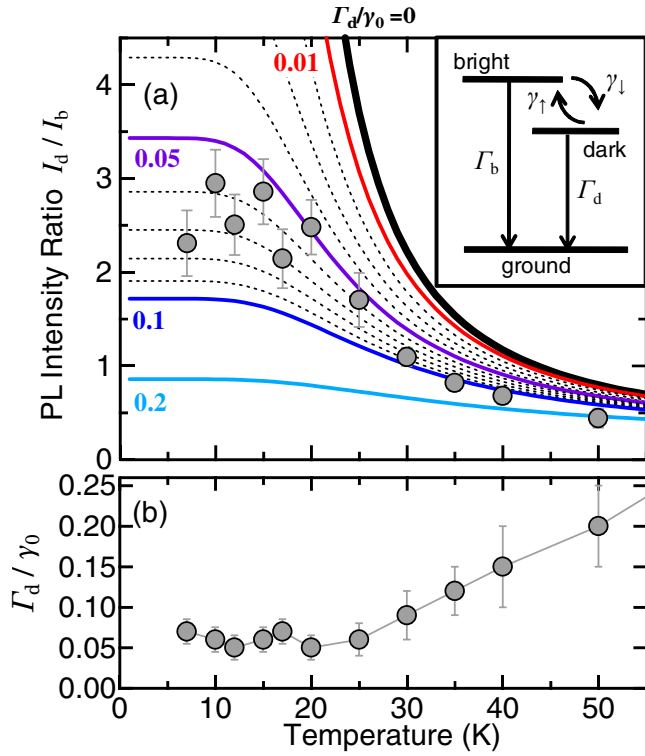 Γd/γ0 =0
4
3
2
1
0
PL Intensity Ratio Id / Ib
(a)
0.01
0.05
0.1
0.2
bright
γ↑
γ↓
dark
Γb
Γd
ground
(b)
0.25
0.20
0.15
0.10
0.05
0.00
Γd / γ0
10
20
30
40
50
Temperature (K)